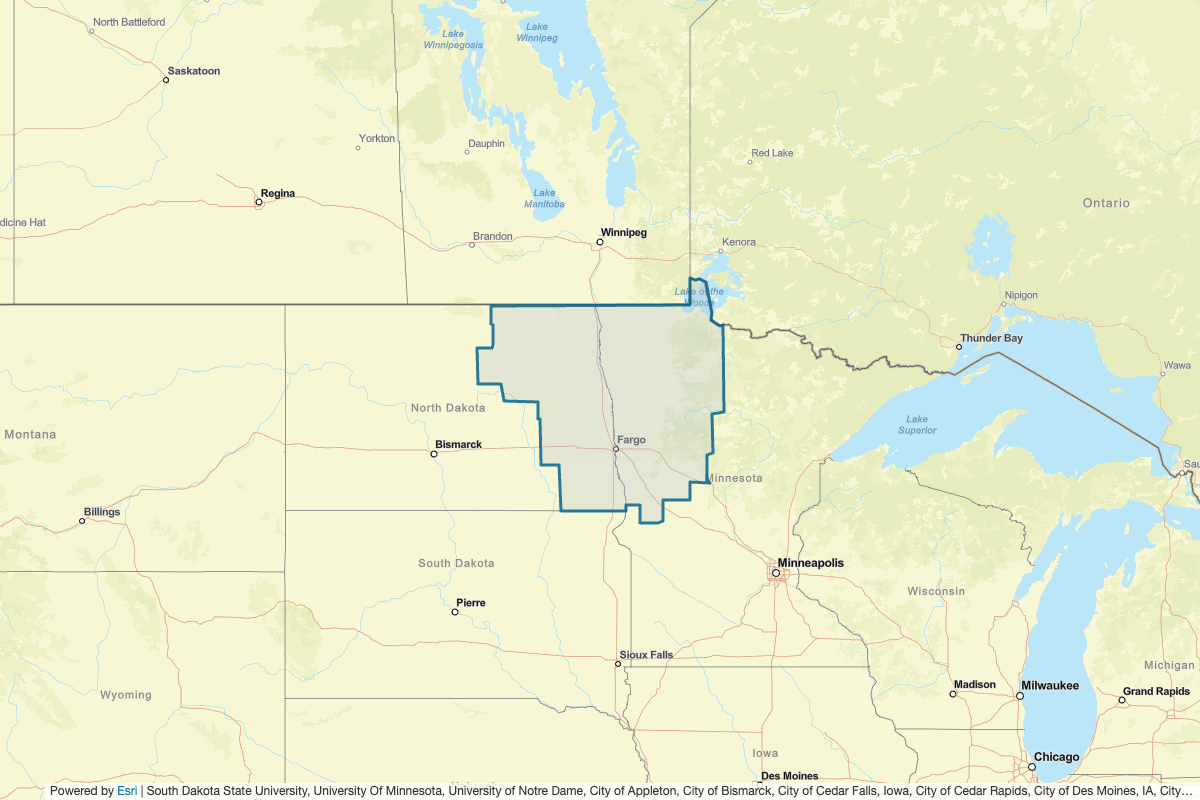 North Battleford
Lake
Winnipegosis
Lake
Winnipeg
Saskatoon
Yorkton
Dauphin
Red Lake
Regina
Lake
Manitoba
Ontario
dicine Hat
Brandon
Winnipeg
Kenora
Lake of the
Woods
Nipigon
Thunder Bay
Wawa
North Dakota
Lake
Superior
Montana
Bismarck
Fargo
Sau
Minnesota
Billings
South Dakota
Minneapolis
Wisconsin
Pierre
Sioux Falls
Michigan
Wyoming
Madison
Milwaukee
Grand Rapids
Iowa
Chicago
Des Moines
Powered by Esri | South Dakota State University, University Of Minnesota, University of Notre Dame, City of Appleton, City of Bismarck, City of Cedar Falls, Iowa, City of Cedar Rapids, City of Des Moines, IA, City…